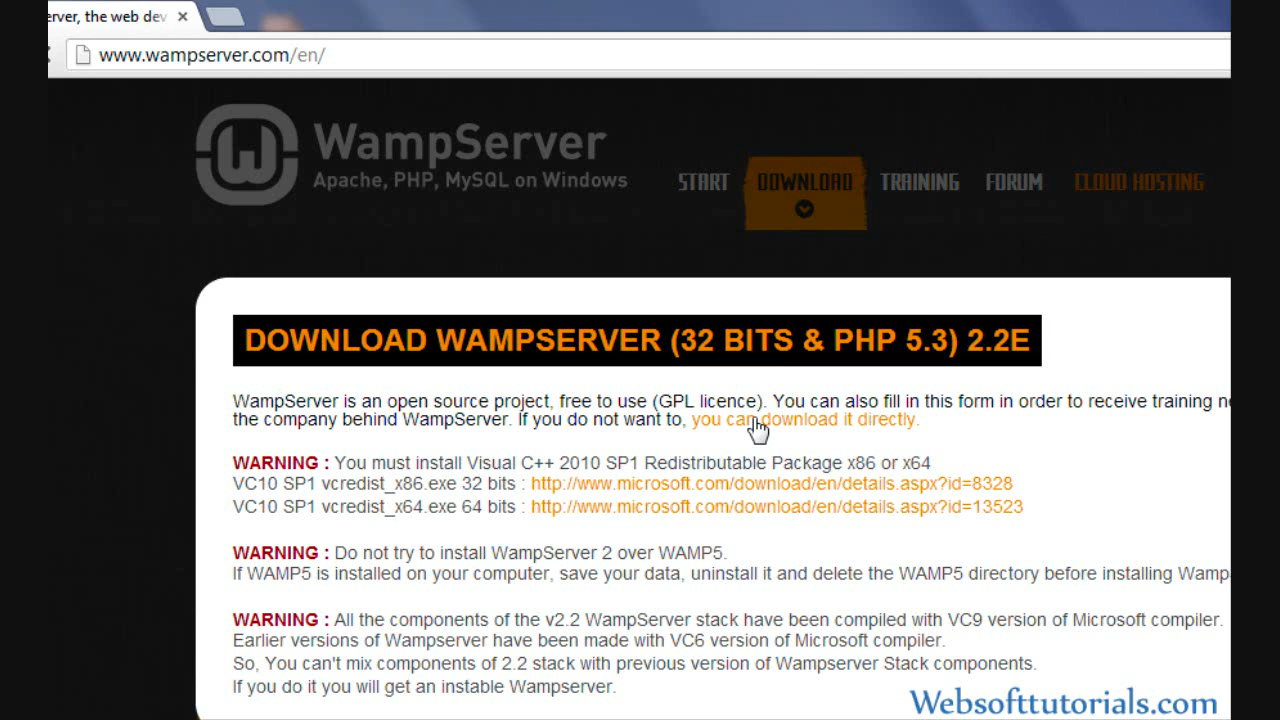 erver, the web dev
www.wampserver.com/en/
WampServer
Apache, PHP, MySQL on Windows
START DOWNLOAD TRAINING FORUM CLOUD HOSTING
DOWNLOAD WAMPSERVER (32 BITS & PHP 5.3) 2.2E
WampServer is an open source project, free to use (GPL licence). You can also fill in this form in order to receive training ne
the company behind WampServer. If you do not want to, you can download it directly.
WARNING : You must install Visual C++ 2010 SP1 Redistributable Package x86 or x64
VC10 SP1 vcredist_x86.exe 32 bits : http://www.microsoft.com/download/en/details.aspx?id=8328
VC10 SP1 vcredist_x64.exe 64 bits : http://www.microsoft.com/download/en/details.aspx?id=13523
WARNING : Do not try to install WampServer 2 over WAMP5.
If WAMP5 is installed on your computer, save your data, uninstall it and delete the WAMP5 directory before installing Wamp
WARNING : All the components of the v2.2 WampServer stack have been compiled with VC9 version of Microsoft compiler.
Earlier versions of Wampserver have been made with VC6 version of Microsoft compiler.
So, You can't mix components of 2.2 stack with previous version of Wampserver Stack components.
If you do it you will get an instable Wampserver.
Websofttutorials.com